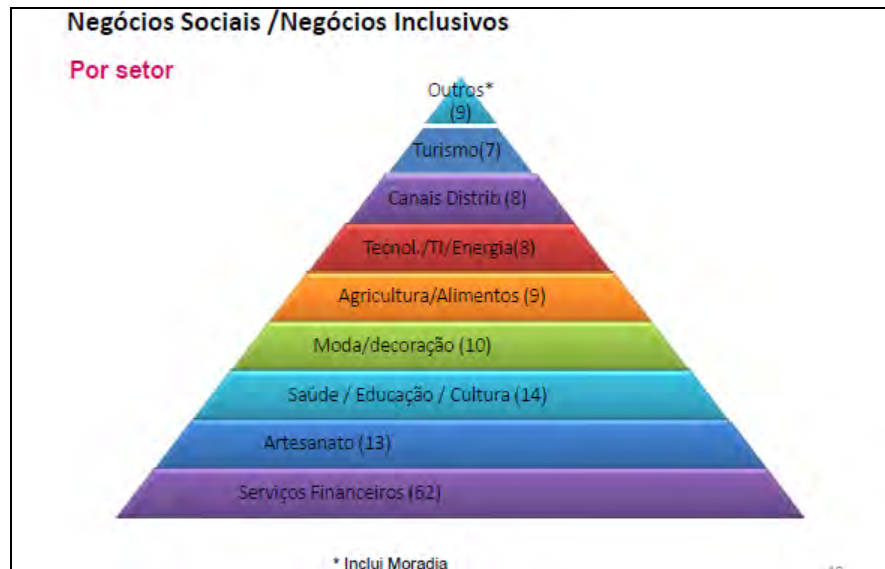 Negócios Sociais /Negócios Inclusivos
Por setor
Outros*
(9)
Turismo(7)
Canais Distrib (8)
Tecnol./TI/Energia(8)
Agricultura/Alimentos (9)
Moda/decoração (10)
Saúde / Educação / Cultura (14)
Artesanato (13)
Serviços Financeiros (62)
* Inclui Moradia